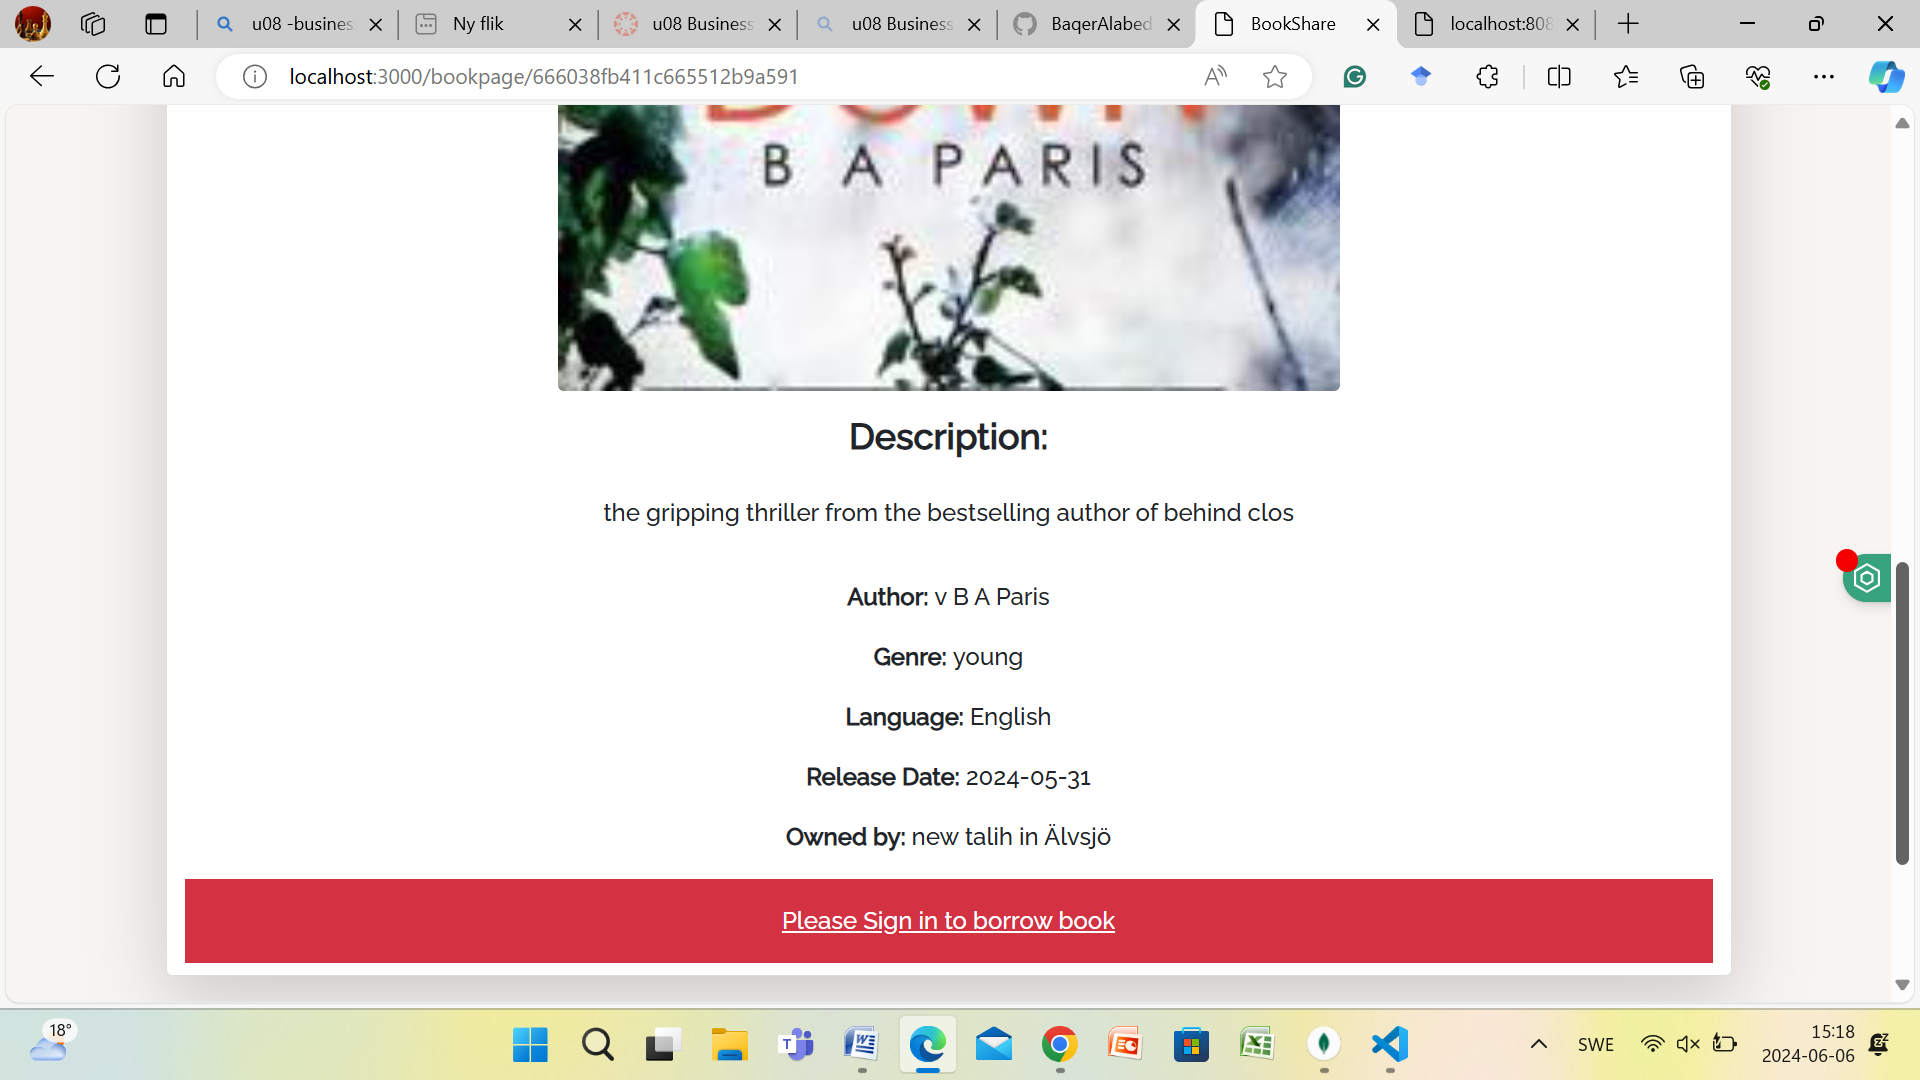 u08 -busines
Ny flik
u08 Business
u08 Business
BaqerAlabed
BookShare
localhost:808
localhost:3000/bookpage/666038fb411c665512b9a591
B A PARIS
Description:
the gripping thriller from the bestselling author of behind clos
Author: v B A Paris
Genre: young
Language: English
Release Date: 2024-05-31
Owned by: new talih in Älvsjö
Please Sign in to borrow book
18°
SWE
15:18
2024-06-06